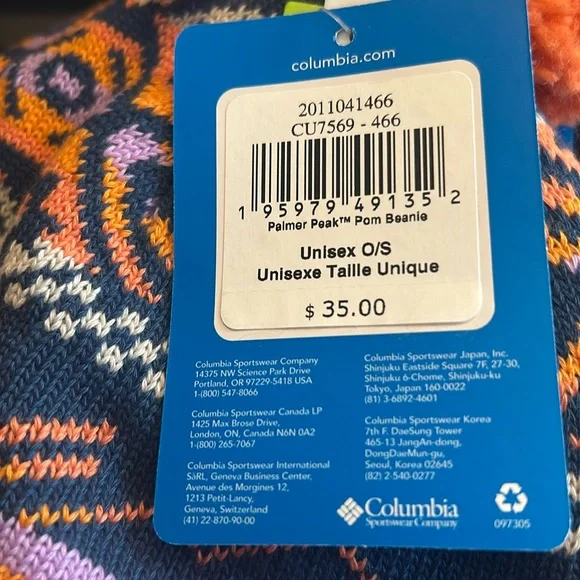 columbia.com
2011041466
CU7569 - 466
1 95979 49135 2
Palmer Peak™ Pom Beanie
Unisex O/S
Unisexe Taille Unique
$ 35.00
Columbia Sportswear Company
14375 NW Science Park Drive
Portland, OR 97229-5418 USA
1-(800) 547-8066
Columbia Sportswear Canada LP
1425 Max Brose Drive,
London, ON, Canada N6N 0A2
1-(800) 265-7067
Columbia Sportswear International
SàRL, Geneva Business Center,
Avenue des Morgines 12,
1213 Petit-Lancy,
Geneva, Switzerland
(41) 22-870-90-00
Columbia Sportswear Japan, Inc.
Shinjuku Eastside Square 7F, 27-30,
Shinjuku 6-Chome, Shinjuku-ku
Tokyo, Japan 160-0022
(81) 3-6892-4601
Columbia Sportswear Korea
7th F. DaeSung Tower
465-13 JangAn-dong,
DongDaeMun-gu,
Seoul, Korea 02645
(82) 2-540-0277
Columbia
Sportswear Company
097305